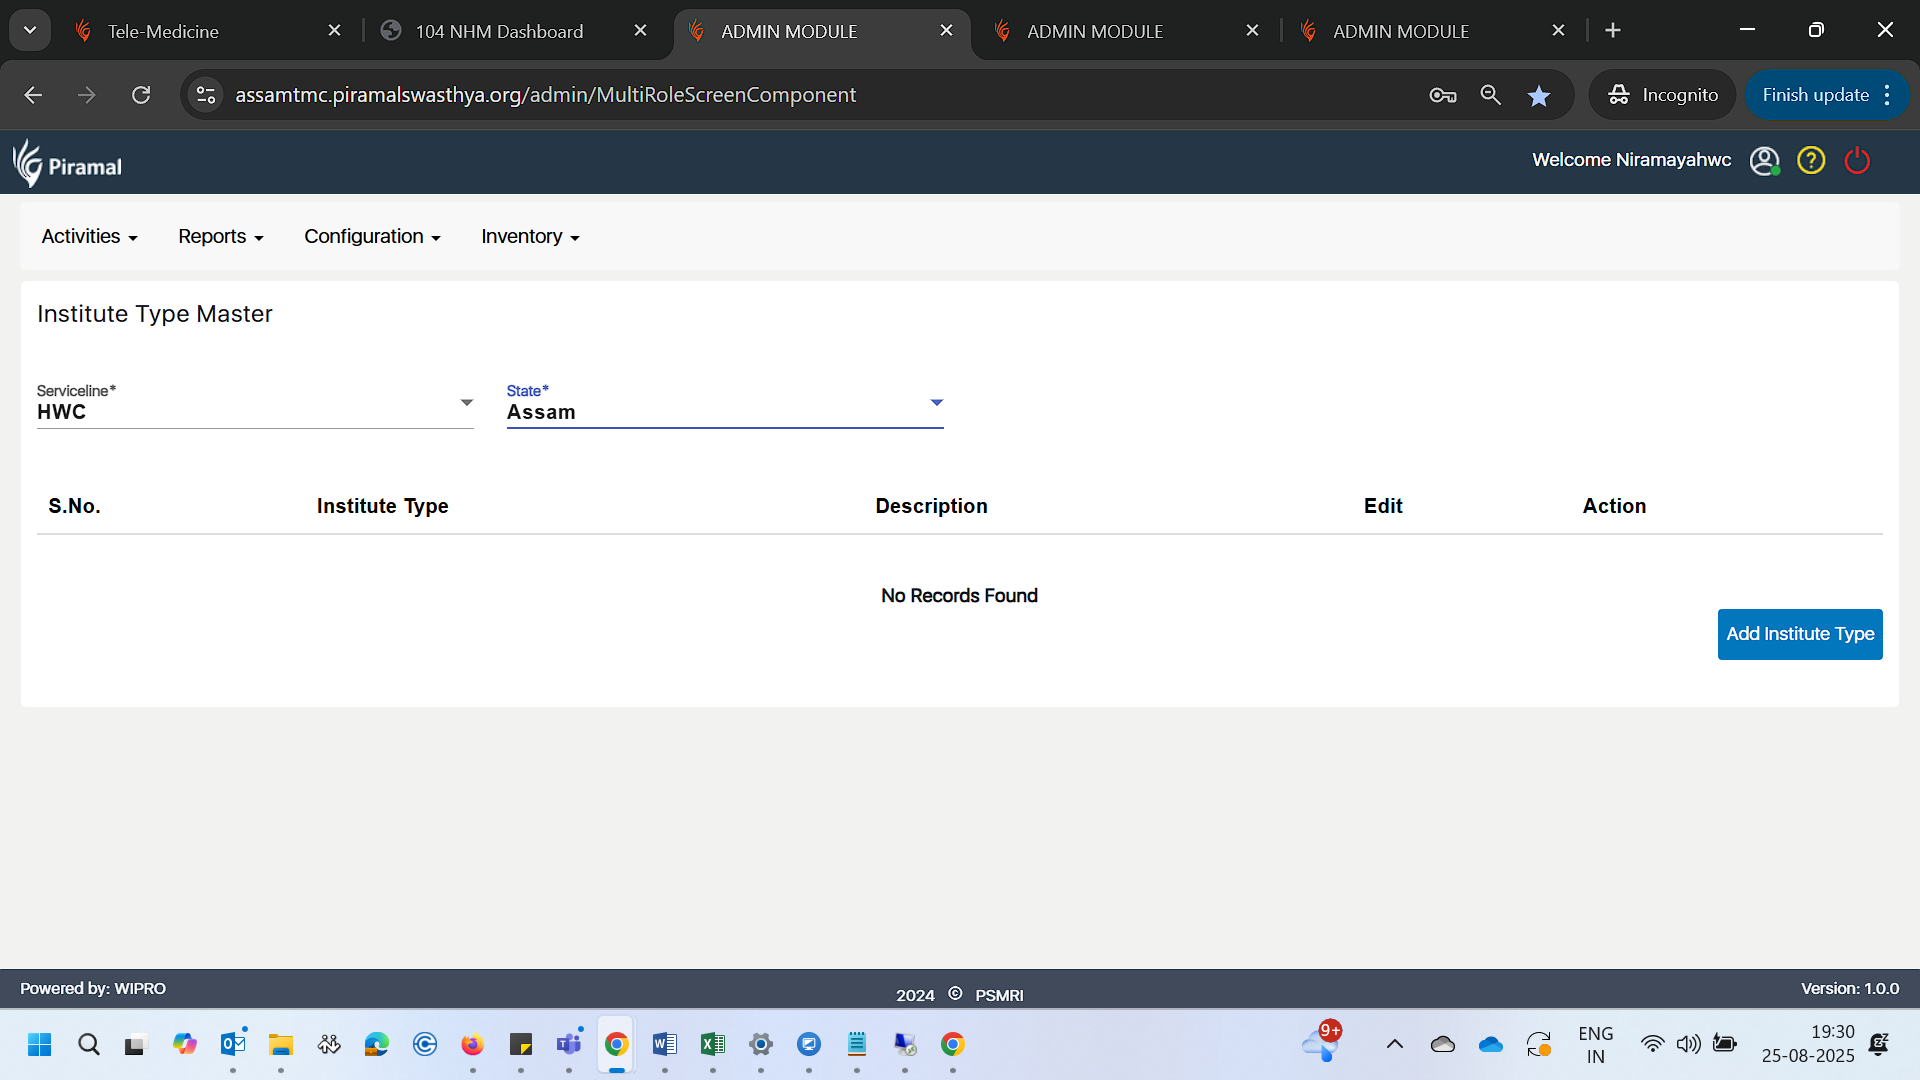 Tele-Medicine
104 NHM Dashboard
ADMIN MODULE
ADMIN MODULE
ADMIN MODULE
assamtmc.piramalswasthya.org/admin/MultiRoleScreenComponent
Incognito
Finish update
Piramal
Welcome Niramayahwc
Activities
Reports
Configuration
Inventory
Institute Type Master
Serviceline*
HWC
State*
Assam
S.No. Institute Type Description Edit Action
No Records Found
Add Institute Type
Powered by: WIPRO
2024 © PSMRI
Version: 1.0.0
9+
ENG
IN
19:30
25-08-2025